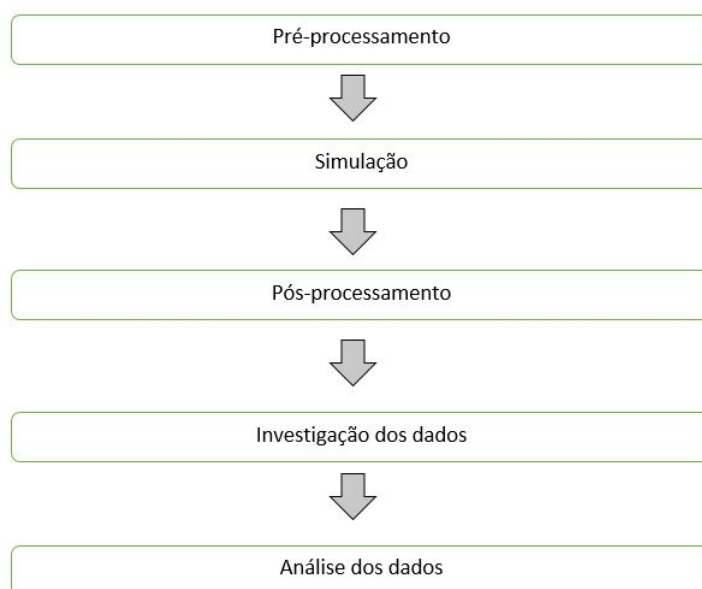 Pré-processamento
Simulação
Pós-processamento
Investigação dos dados
Análise dos dados